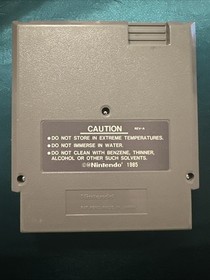 CAUTION REV-A
● DO NOT STORE IN EXTREME TEMPERATURES.
● DO NOT IMMERSE IN WATER.
● DO NOT CLEAN WITH BENZENE, THINNER,
ALCOHOL OR OTHER SUCH SOLVENTS.
©Nintendo 1985